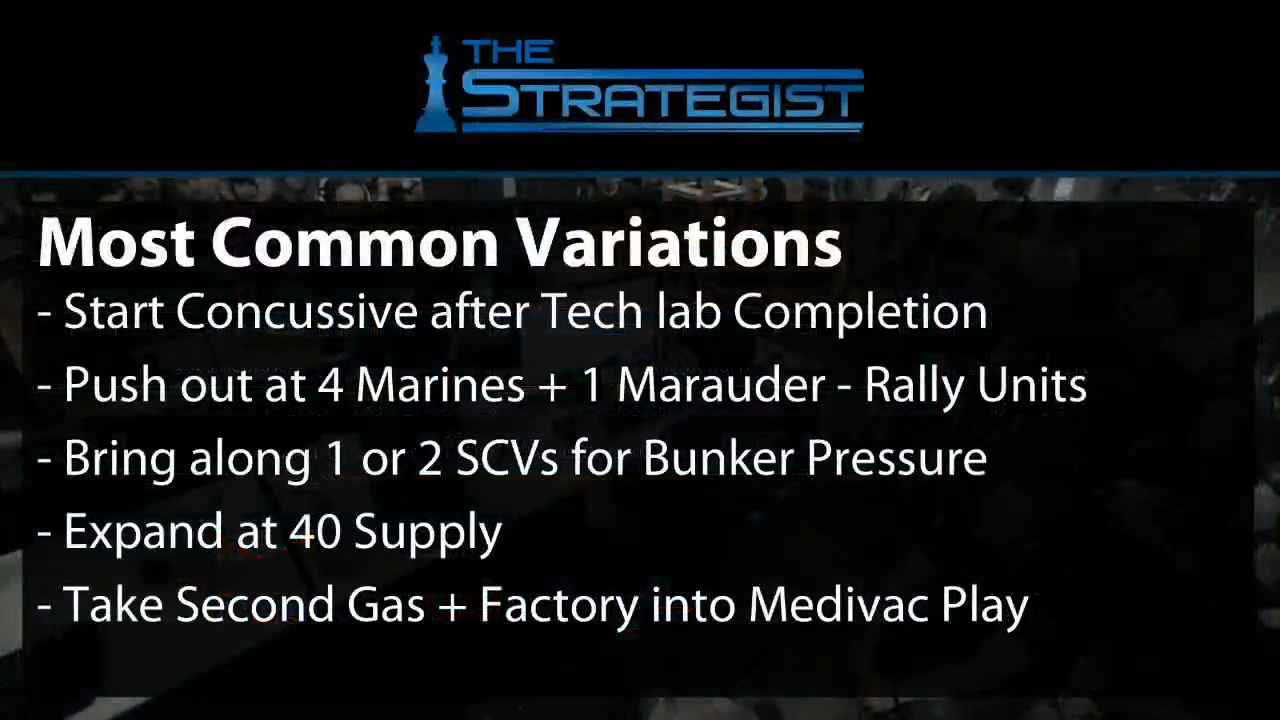 THE
STRATEGIST
Most Common Variations
- Start Concussive after Tech lab Completion
- Push out at 4 Marines + 1 Marauder - Rally Units
- Bring along 1 or 2 SCVs for Bunker Pressure
- Expand at 40 Supply
- Take Second Gas + Factory into Medivac Play